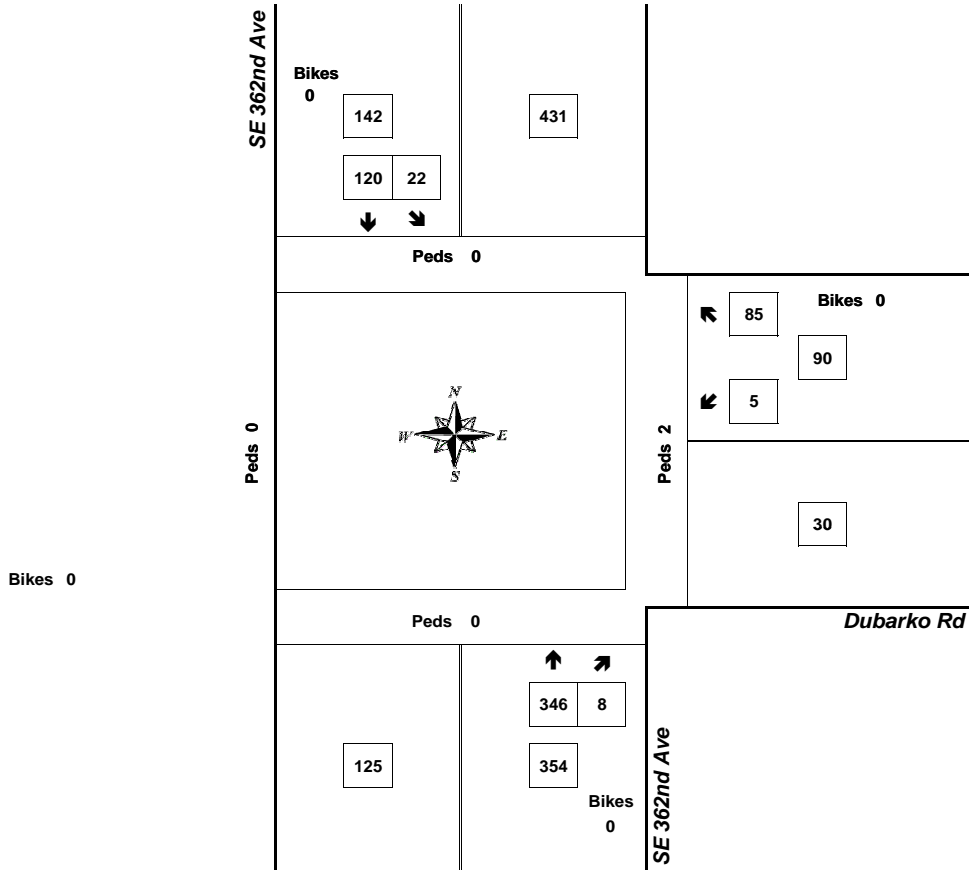 SE 362nd Ave
Bikes
0
142
431
120 22
Peds 0
Bikes 0
85
90
5
N
W E
S
Peds 0
Peds 2
30
Bikes 0
Peds 0
Dubarko Rd
346 8
125
354
Bikes
0
SE 362nd Ave